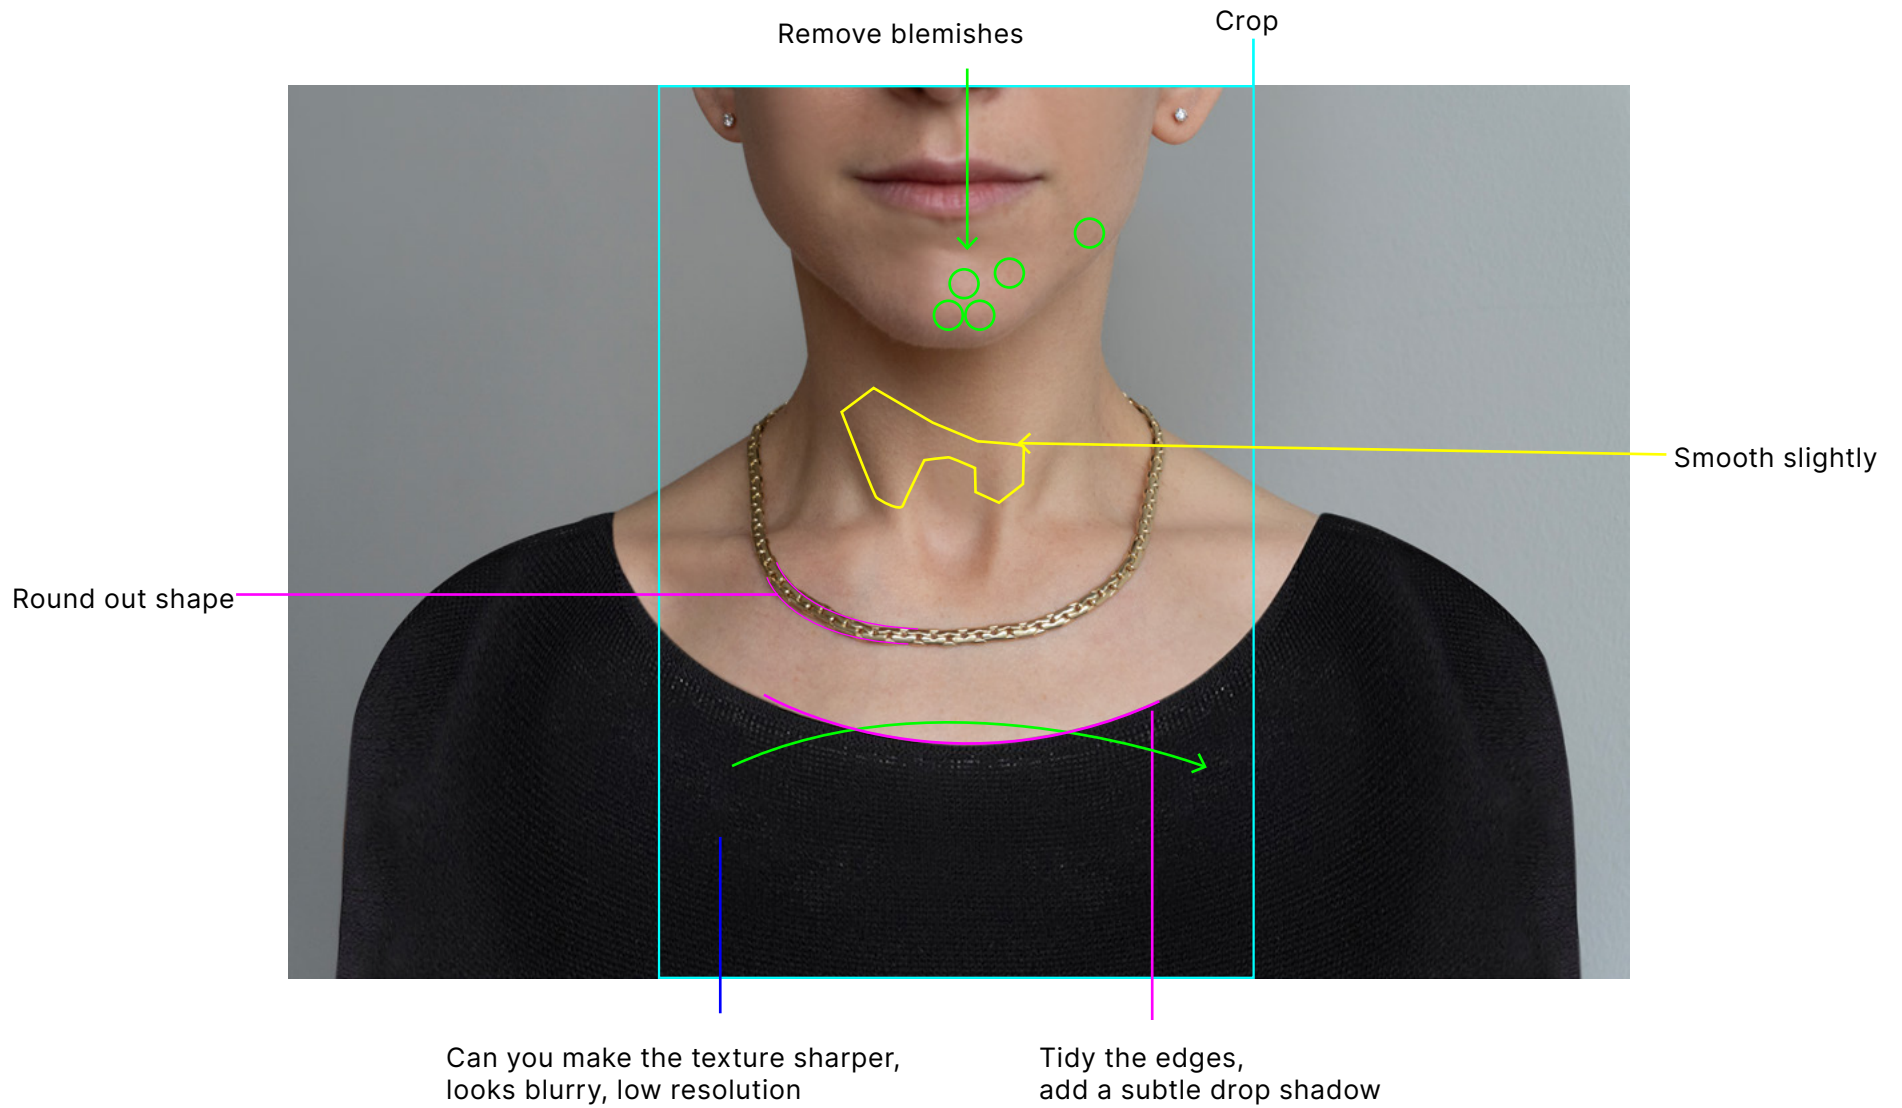 Crop
Remove blemishes
Smooth slightly
Round out shape
Can you make the texture sharper,
looks blurry, low resolution
Tidy the edges,
add a subtle drop shadow